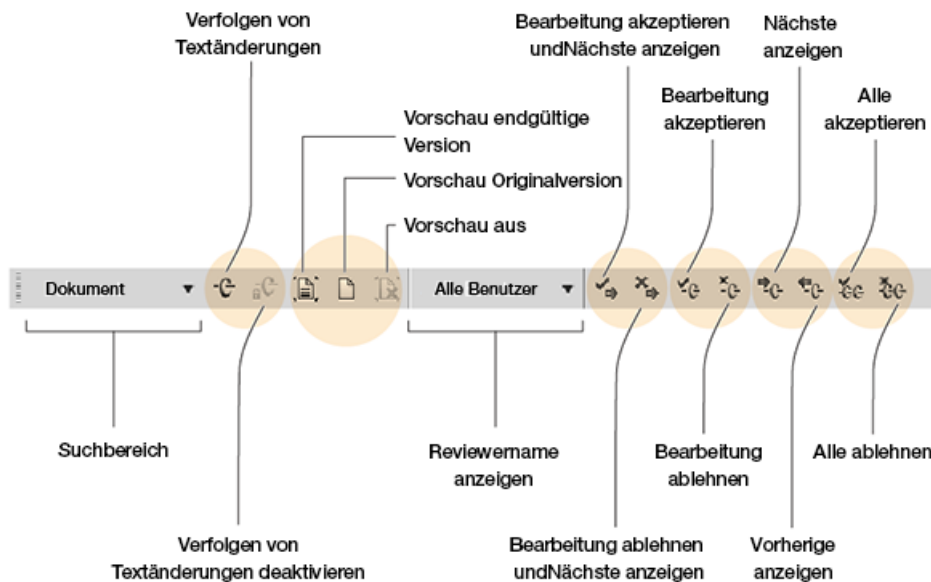 Verfolgen von
Textänderungen
Bearbeitung akzeptieren
undNächste anzeigen
Nächste
anzeigen
Bearbeitung
akzeptieren
Alle
akzeptieren
Vorschau endgültige
Version
Vorschau Originalversion
Vorschau aus
Dokument
Alle Benutzer
Suchbereich
Reviewername
anzeigen
Bearbeitung
ablehnen
Alle ablehnen
Verfolgen von
Textänderungen deaktivieren
Bearbeitung ablehnen
undNächste anzeigen
Vorherige
anzeigen